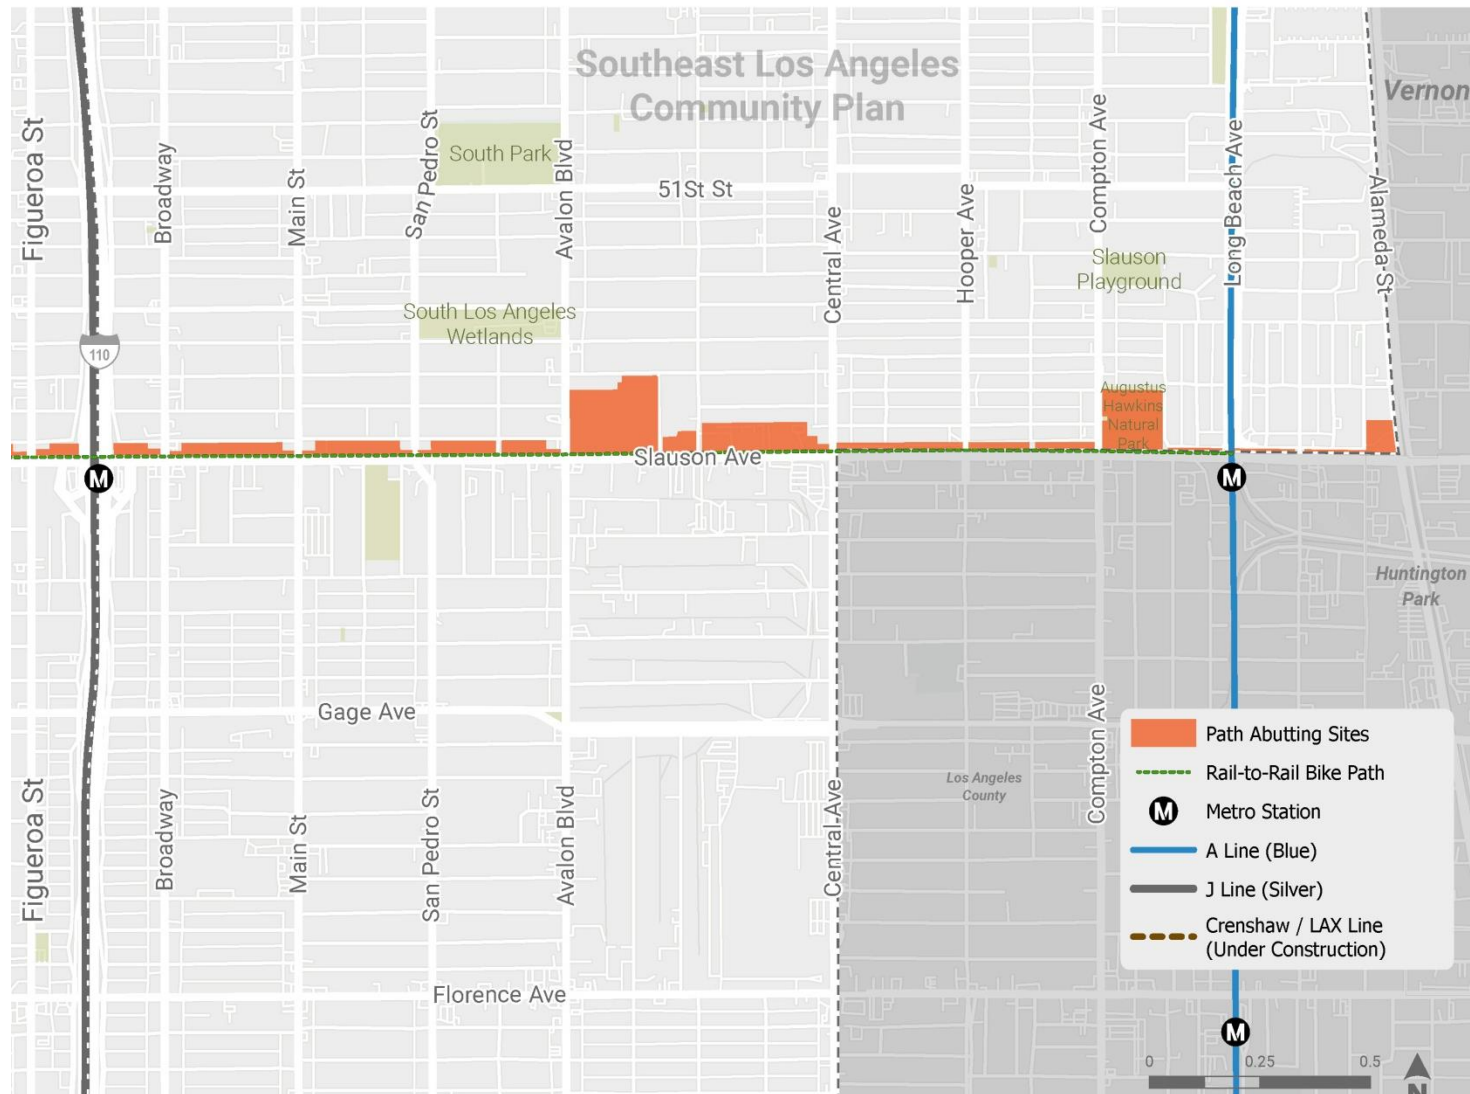 Southeast Los Angeles
Community Plan
Vernon
Figueroa St
Broadway
Main St
San Pedro St
South Park
Avalon Blvd
51St St
Central Ave
Hooper Ave
Compton Ave
Long Beach Ave
Alameda St
Slauson
Playground
South Los Angeles
Wetlands
110
Augustus
Hawkins
Natural
Park
Slauson Ave
M
M
Huntington
Park
Gage Ave
Figueroa St
Broadway
Main St
San Pedro St
Avalon Blvd
Central Ave
Compton Ave
Los Angeles
County
Path Abutting Sites
Rail-to-Rail Bike Path
M Metro Station
A Line (Blue)
J Line (Silver)
Crenshaw / LAX Line
(Under Construction)
Florence Ave
M
0 0.25 0.5
N